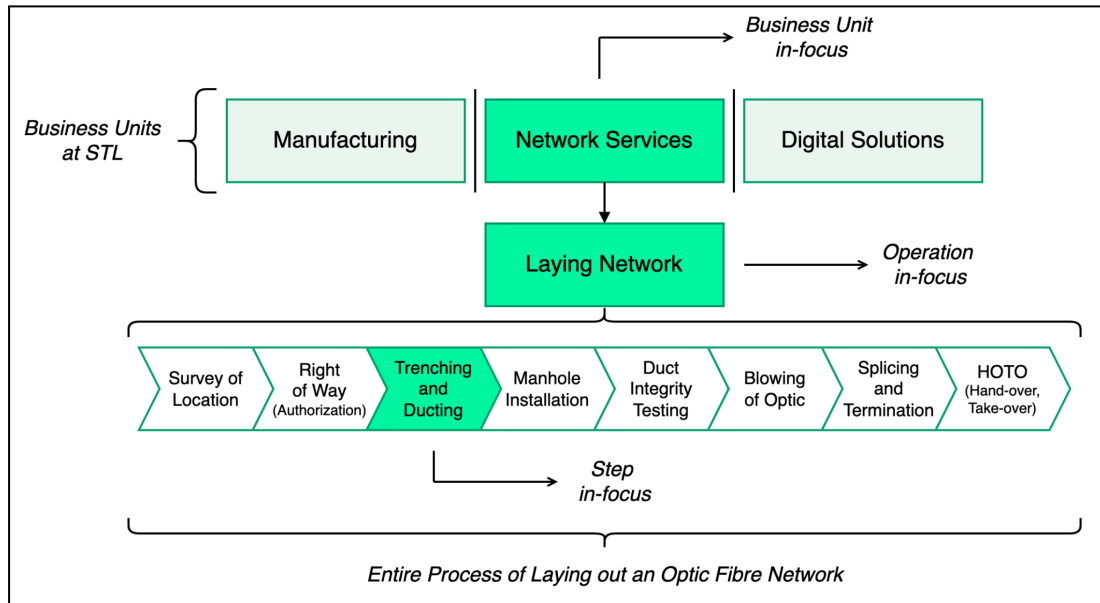 Business Unit
in-focus
Business Units
at STL
Manufacturing
Network Services
Digital Solutions
Laying Network
Operation
in-focus
Survey of
Location
Right
of Way
(Authorization)
Trenching
and
Ducting
Manhole
Installation
Duct
Integrity
Testing
Blowing
of Optic
Splicing
and
Termination
HOTO
(Hand-over,
Take-over)
Step
in-focus
Entire Process of Laying out an Optic Fibre Network